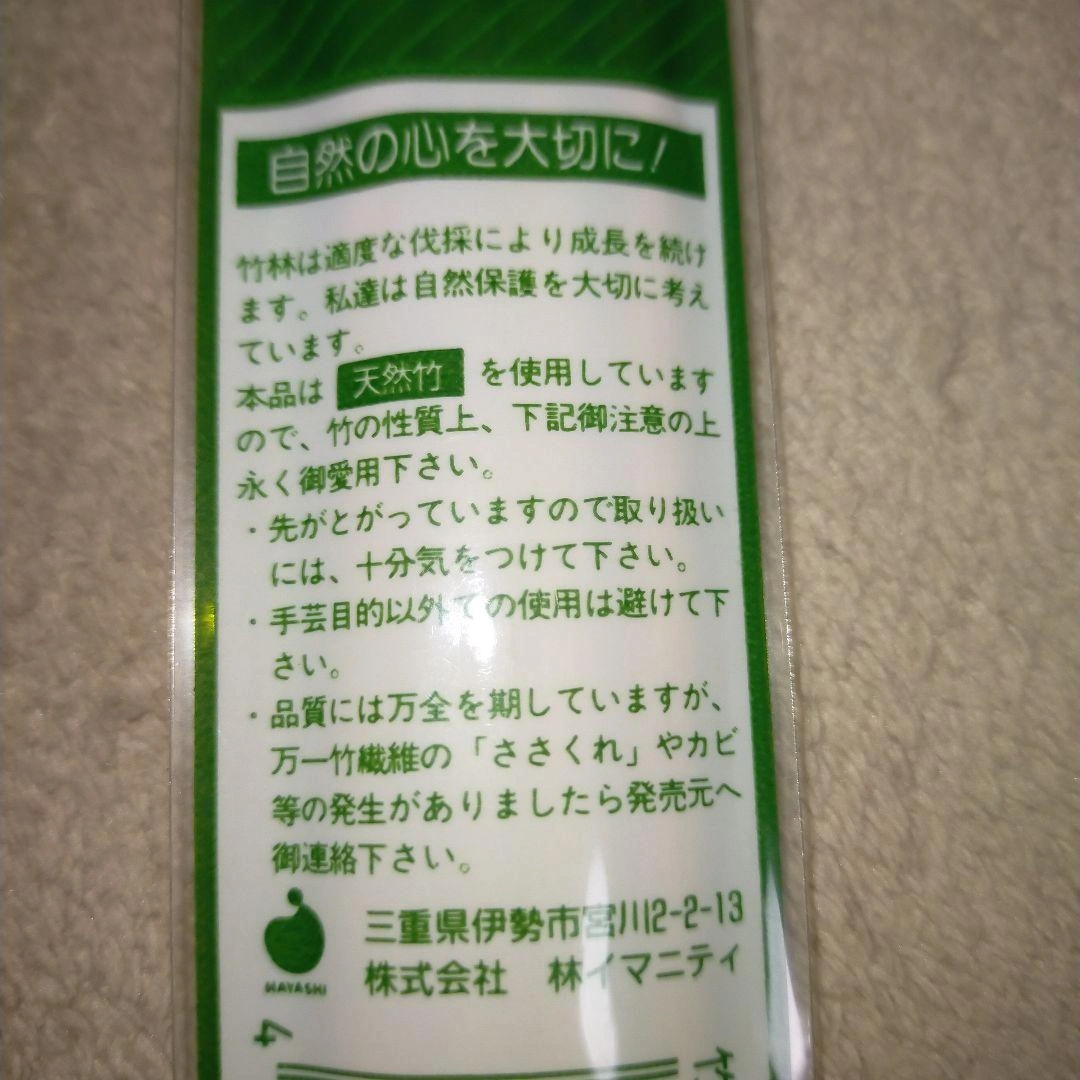 自然の心を大切に!
竹林は適度な伐採により成長を続け
ます。私達は自然保護を大切に考え
ています。
本品は 天然竹 を使用しています
ので、竹の性質上、下記御注意の上
永く御愛用下さい。
・先がとがっていますので取り扱い
には、十分気をつけて下さい。
・手芸目的以外での使用は避けて下
さい。
・品質には万全を期していますが、
万一竹繊維の「ささくれ」やカビ
等の発生がありましたら発売元へ
御連絡下さい。
三重県伊勢市宮川2-2-13
株式会社 林イマニティ
HAYASHI